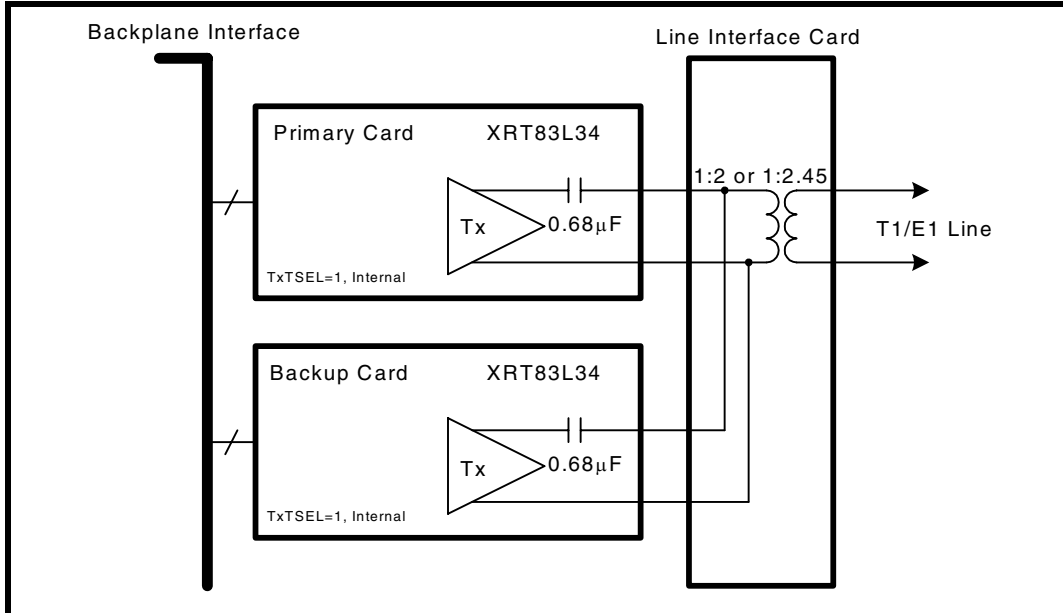 Backplane Interface
Line Interface Card
Primary Card XRT83L34
1:2 or 1:2.45
Tx
0.68μF
T1/E1 Line
TxTSEL=1, Internal
Backup Card XRT83L34
Tx
0.68μF
TxTSEL=1, Internal